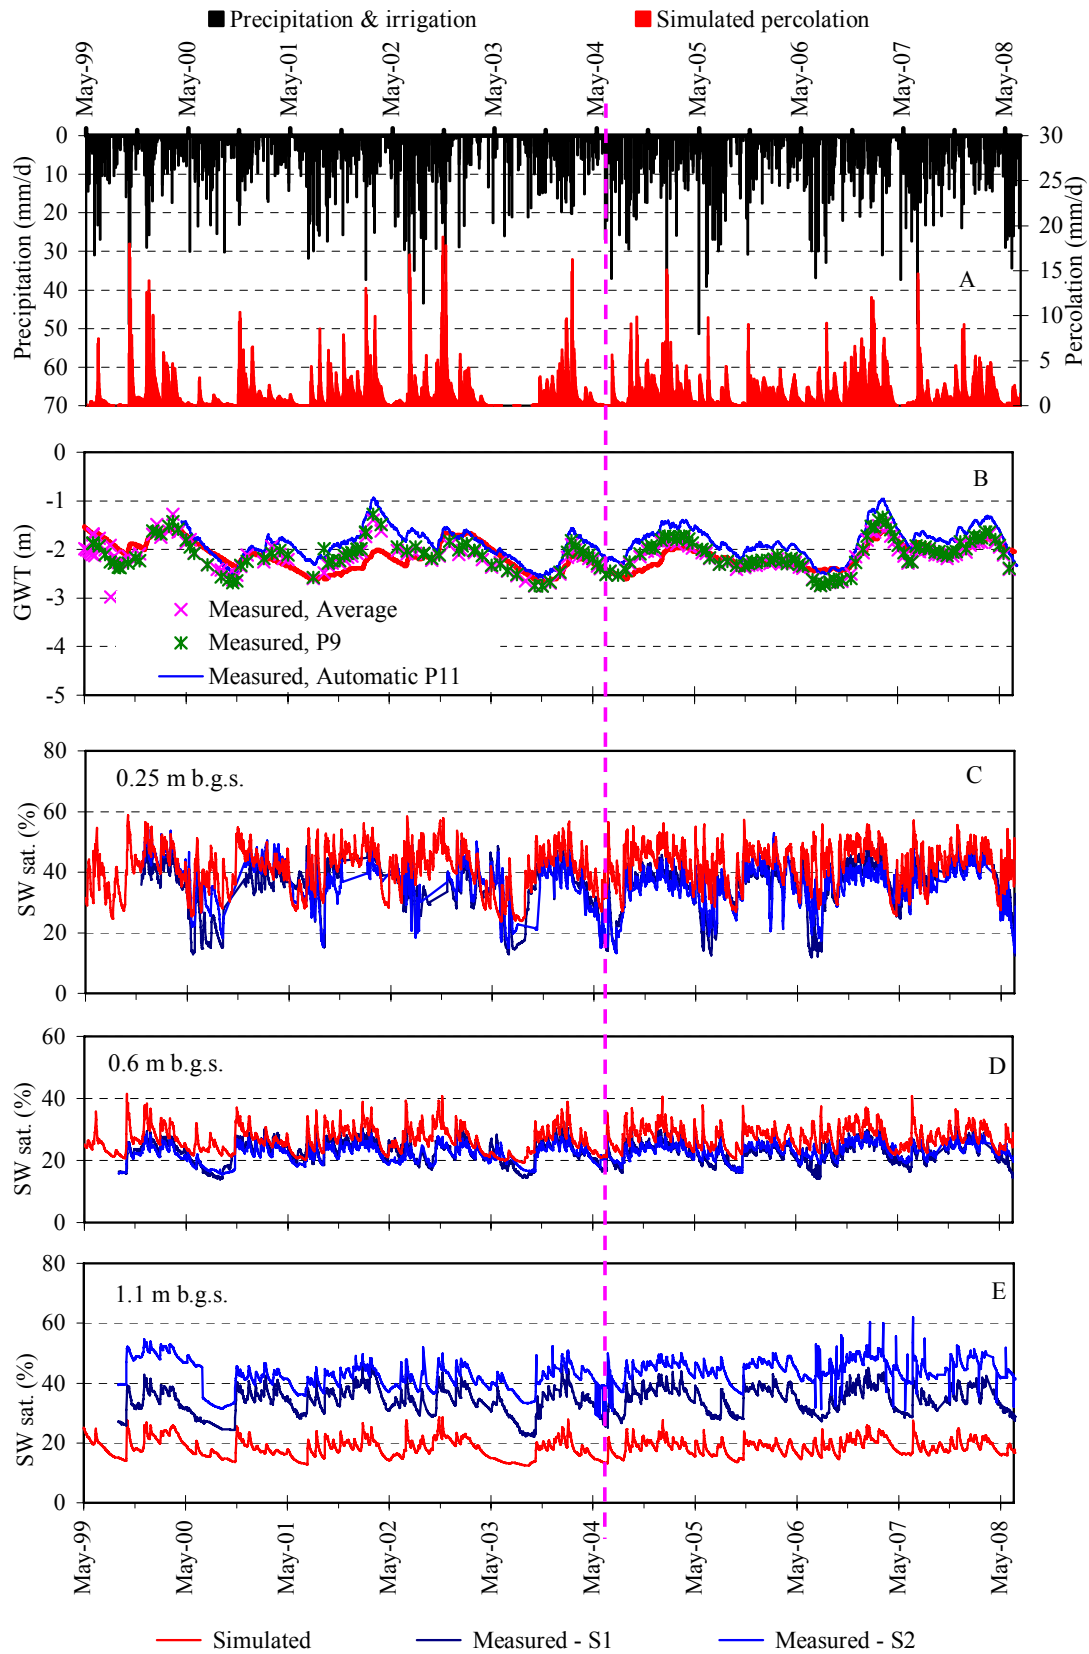 Precipitation & irrigation
Simulated percolation
May-99
May-00
May-01
May-02
May-03
May-04
May-05
May-06
May-07
May-08
Precipitation (mm/d)
0
10
20
30
40
50
60
70
30
25
20
15
10
5
0
Percolation (mm/d)
A
GWT (m)
0
-1
-2
-3
-4
-5
B
Measured, Average
Measured, P9
Measured, Automatic P11
SW sat. (%)
80
60
40
20
0
0.25 m b.g.s.
C
SW sat. (%)
60
40
20
0
0.6 m b.g.s.
D
SW sat. (%)
80
60
40
20
0
1.1 m b.g.s.
E
May-99
May-00
May-01
May-02
May-03
May-04
May-05
May-06
May-07
May-08
Simulated
Measured - S1
Measured - S2